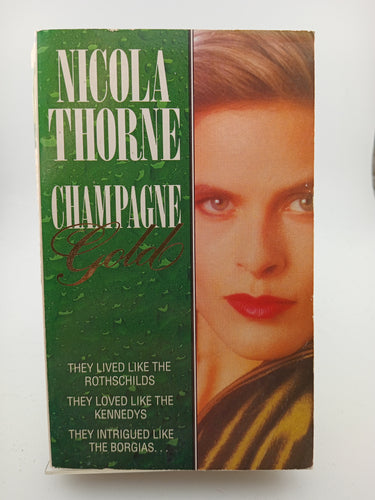 NICOLA
THORNE
CHAMPAGNE
Gold
THEY LIVED LIKE THE
ROTHSCHILDS
THEY LOVED LIKE THE
KENNEDYS
THEY INTRIGUED LIKE
THE BORGIAS...